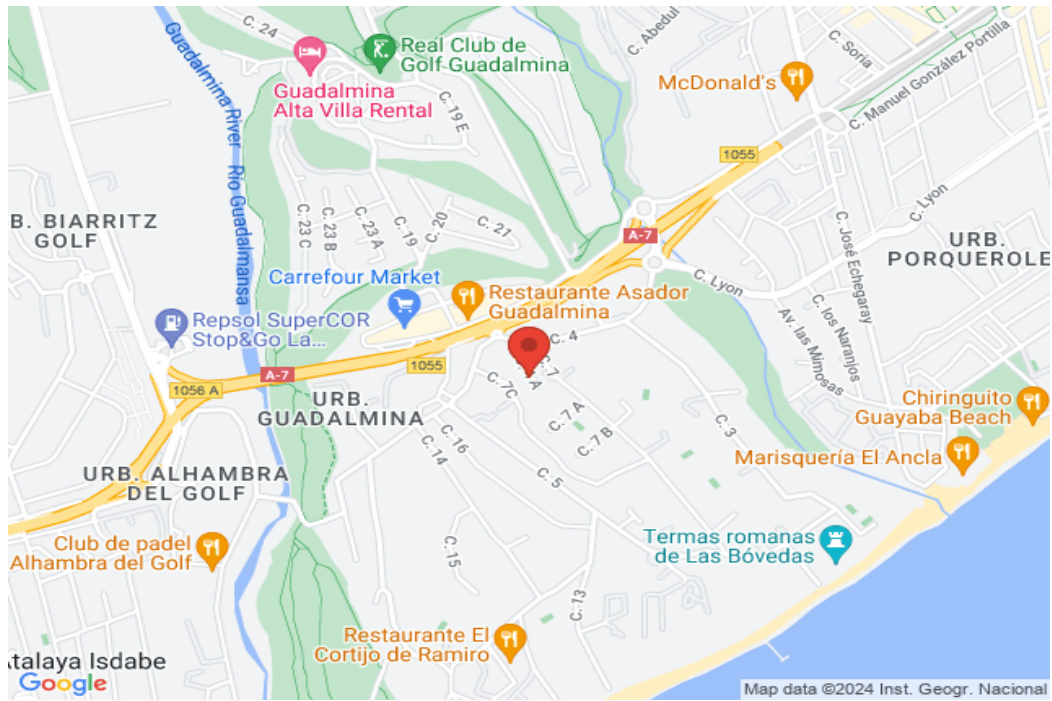 C. 24
Real Club de
Golf Guadalmina
C. Abedul
C. Soria
C. Manuel González Portilla
McDonald's
Guadalmina
Alta Villa Rental
Guadalmina River
Río Guadalmansa
C. 19 E
1055
C. 23 C
C. 23 B
C. 23 A
C. 19
C. 20
C. 21
B. BIARRITZ
GOLF
A-7
C. Lyon
C. José Echegaray
URB.
PORQUEROLE
Carrefour Market
Restaurante Asador
Guadalmina
C. Lyon
C. los Naranjos
Av. las Mimosas
Repsol SuperCOR
Stop&Go La...
C. 4
C. 7
A
1055
A-7
1056 A
C. 7C
URB.
GUADALMINA
C. 7 A
C. 7 B
C. 3
Chiringuito
Guayaba Beach
C. 14
C. 16
C. 5
Marisquería El Ancla
URB. ALHAMBRA
DEL GOLF
Club de padel
Alhambra del Golf
C. 15
C. 13
Termas romanas
de Las Bóvedas
Restaurante El
Cortijo de Ramiro
Atalaya Isdabe
Google
Map data ©2024 Inst. Geogr. Nacional